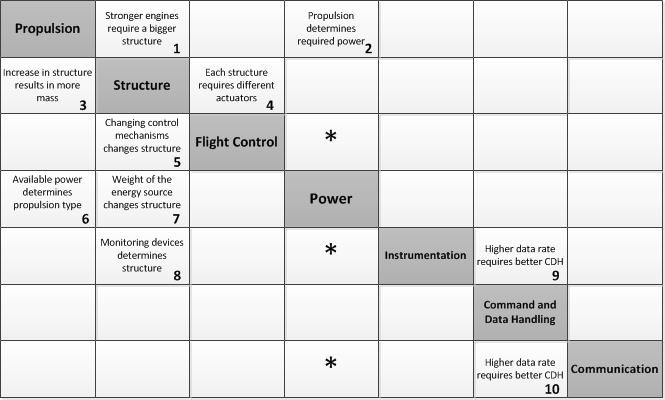 Propulsion
Stronger engines
require a bigger
structure
1
Propulsion
determines
required power
2
Increase in structure
results in more
mass
3
Structure
Each structure
requires different
actuators
4
Changing control
mechanisms
changes structure
5
Flight Control
*
Available power
determines
propulsion type
6
Weight of the
energy source
changes structure
7
Power
Monitoring devices
determines
structure
8
*
Instrumentation
Higher data rate
requires better CDH
9
Command and
Data Handling
*
Higher data rate
requires better CDH
10
Communication